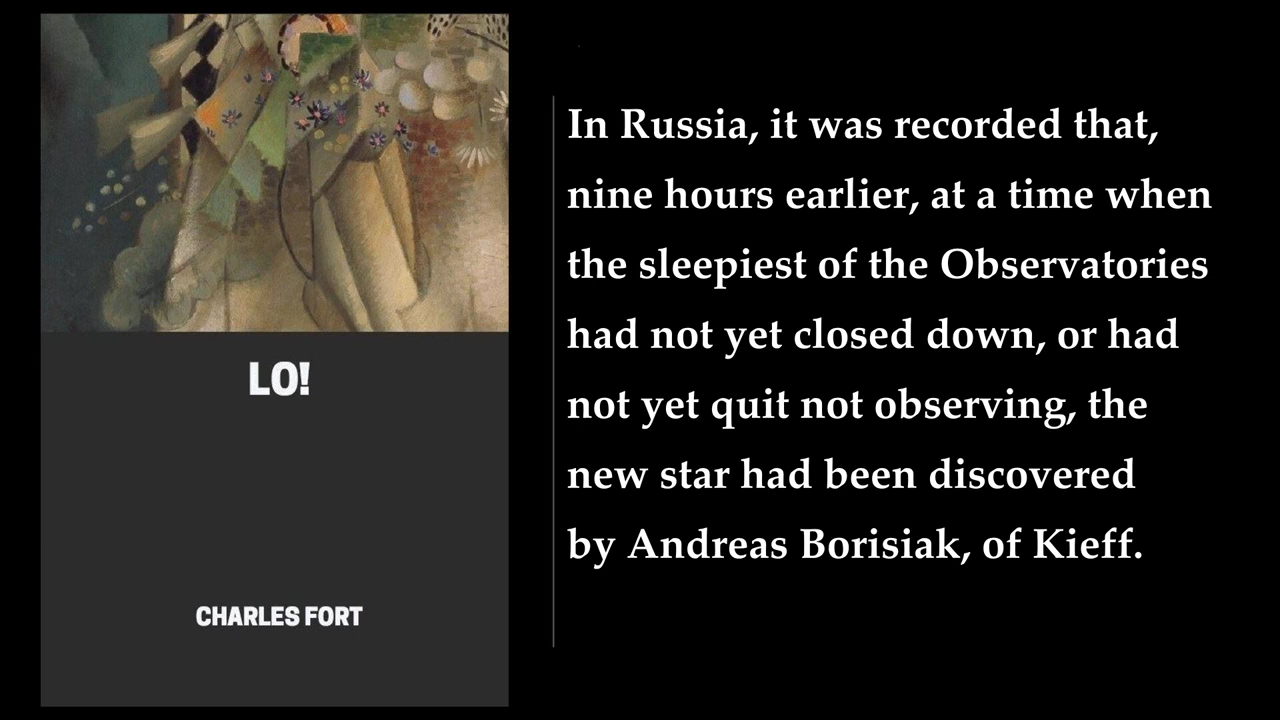 LO!
CHARLES FORT
In Russia, it was recorded that,
nine hours earlier, at a time when
the sleepiest of the Observatories
had not yet closed down, or had
not yet quit not observing, the
new star had been discovered
by Andreas Borisiak, of Kieff.